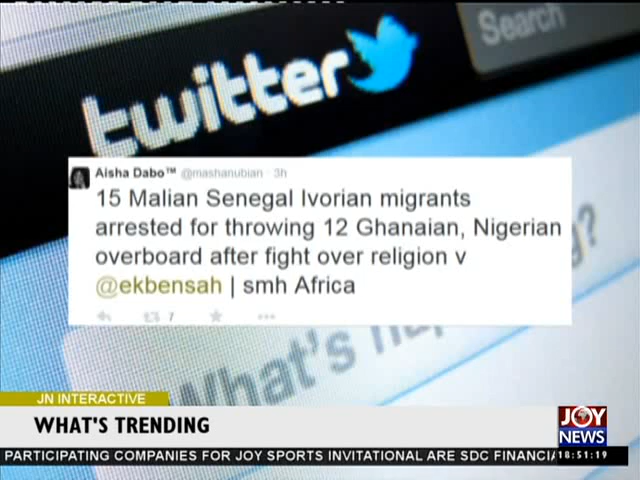 twitter
Search
Aisha Dabo™ @mashanubian · 3h
15 Malian Senegal Ivorian migrants
arrested for throwing 12 Ghanaian, Nigerian
overboard after fight over religion v
@ekbensah | smh Africa
7
What's
?
JN INTERACTIVE
WHAT'S TRENDING
JOY
NEWS
18:51:19
PARTICIPATING COMPANIES FOR JOY SPORTS INVITATIONAL ARE SDC FINANCIA